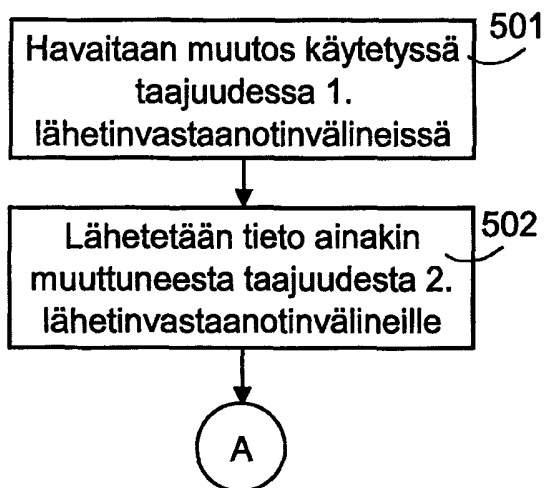 501
Havaitaan muutos käytetyssä
taajuudessa 1.
lähetinvastaanotinvälineissä
502
Lähetetään tieto ainakin
muuttuneesta taajuudesta 2.
lähetinvastaanotinvälineille
A